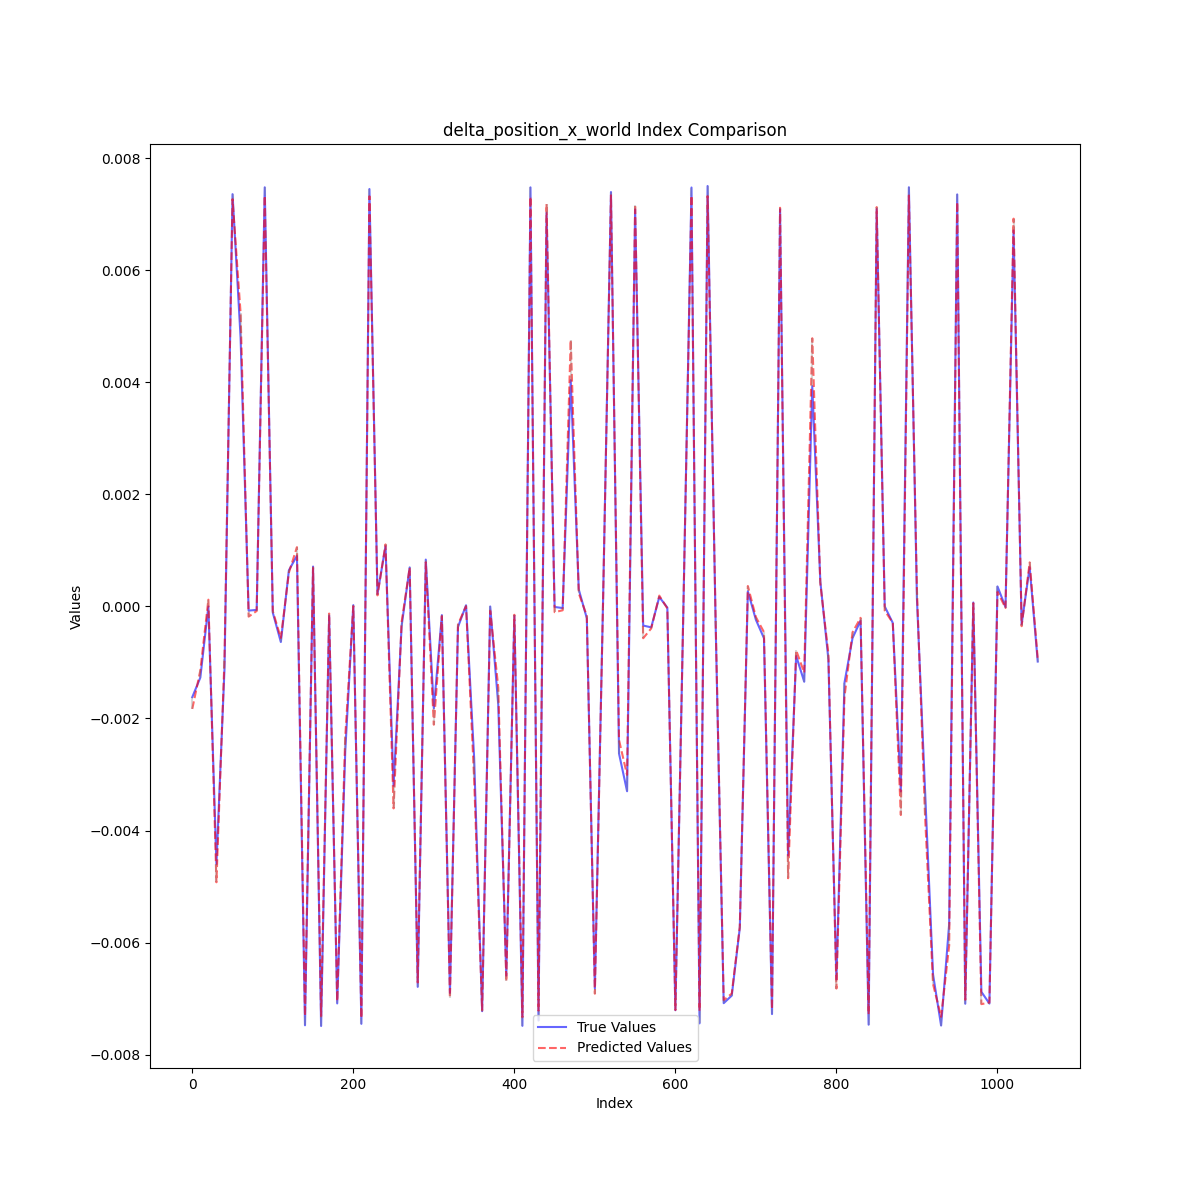 delta_position_x_world Index Comparison
0.008
0.006
0.004
0.002
0.000
−0.002
−0.004
−0.006
−0.008
Values
True Values
Predicted Values
0 200 400 600 800 1000
Index